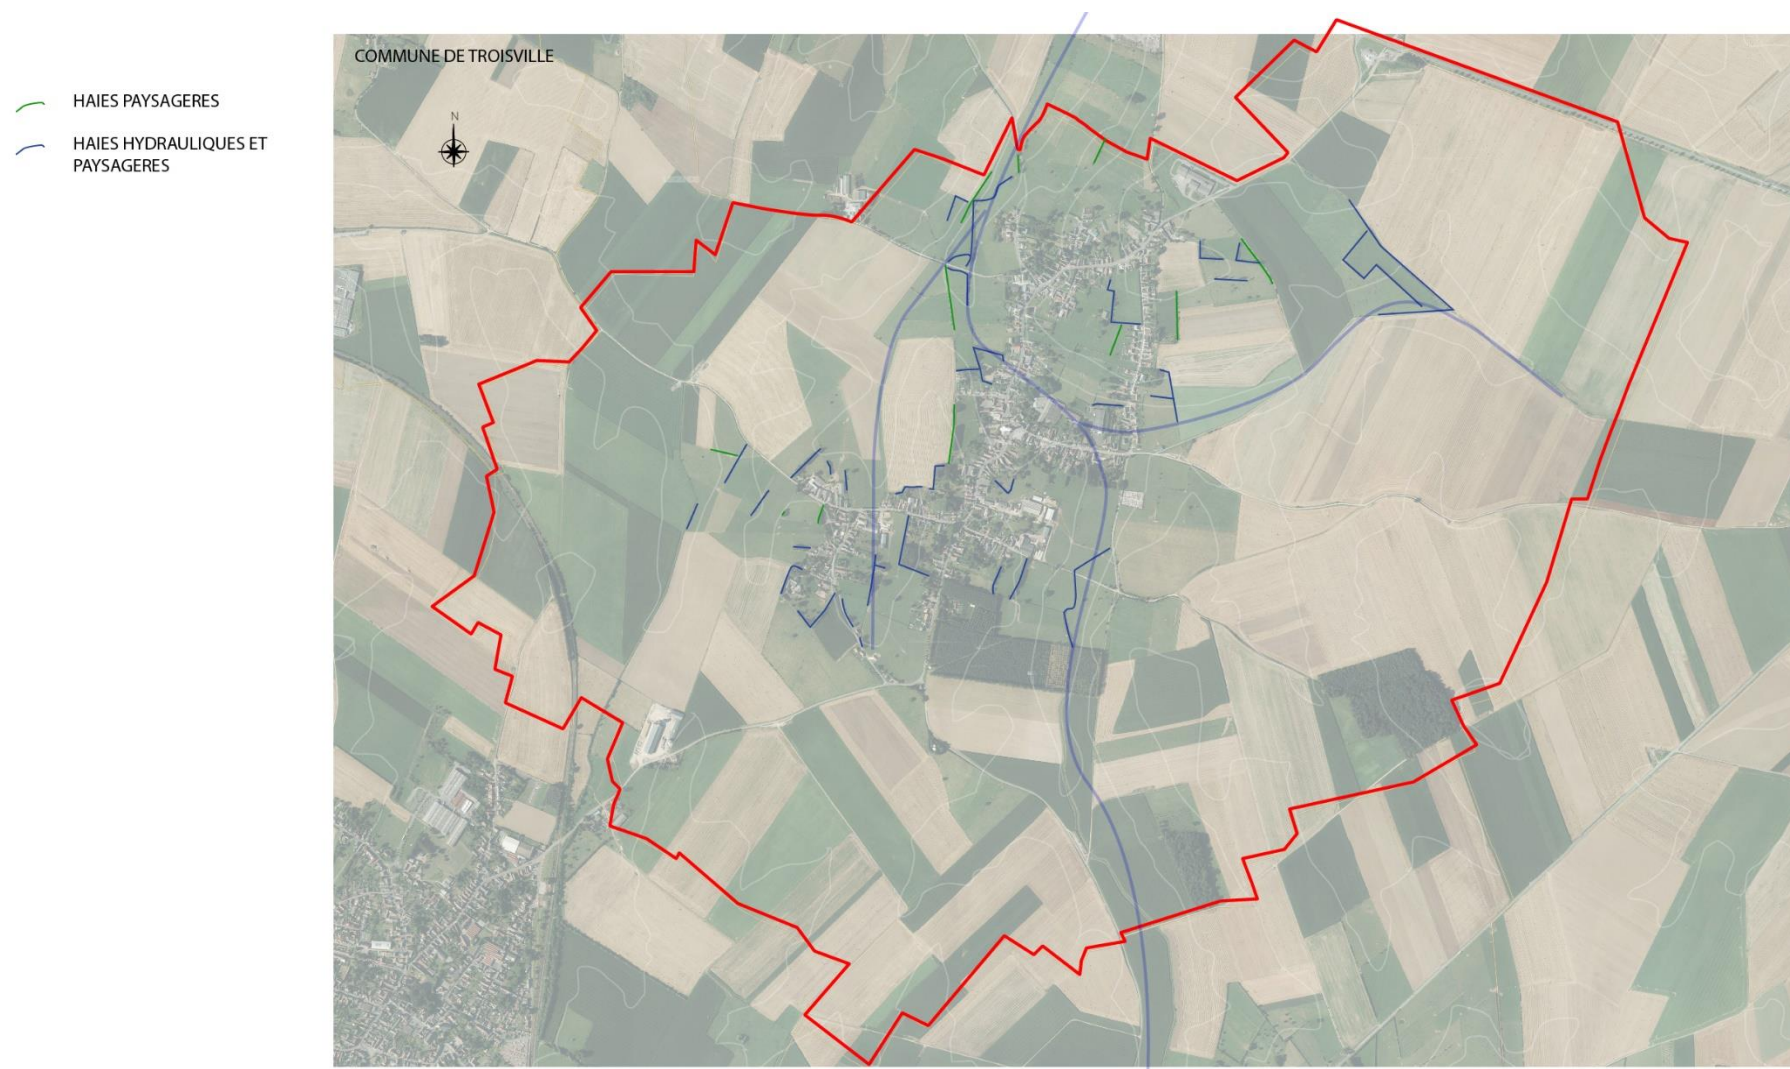 COMMUNE DE TROISVILLE
HAIES PAYSAGERES
HAIES HYDRAULIQUES ET
PAYSAGERES
N